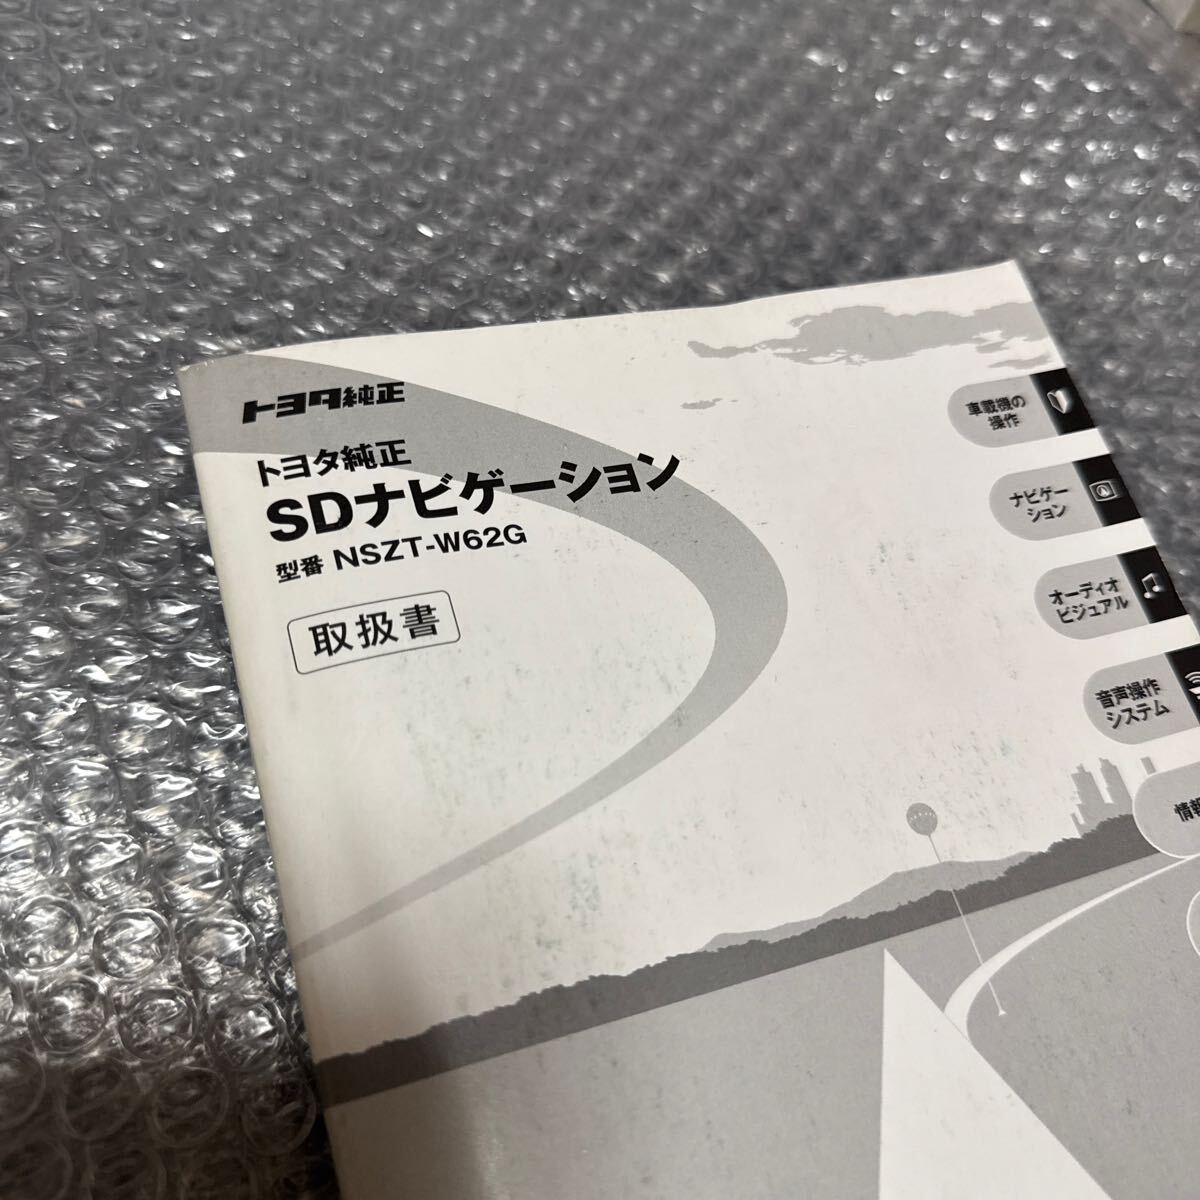 トヨタ純正
トヨタ純正
SDナビゲーション
型番 NSZT-W62G
取扱書
車載機の
操作
ナビゲー
ション
オーディオ
ビジュアル
音声操作
システム
情報